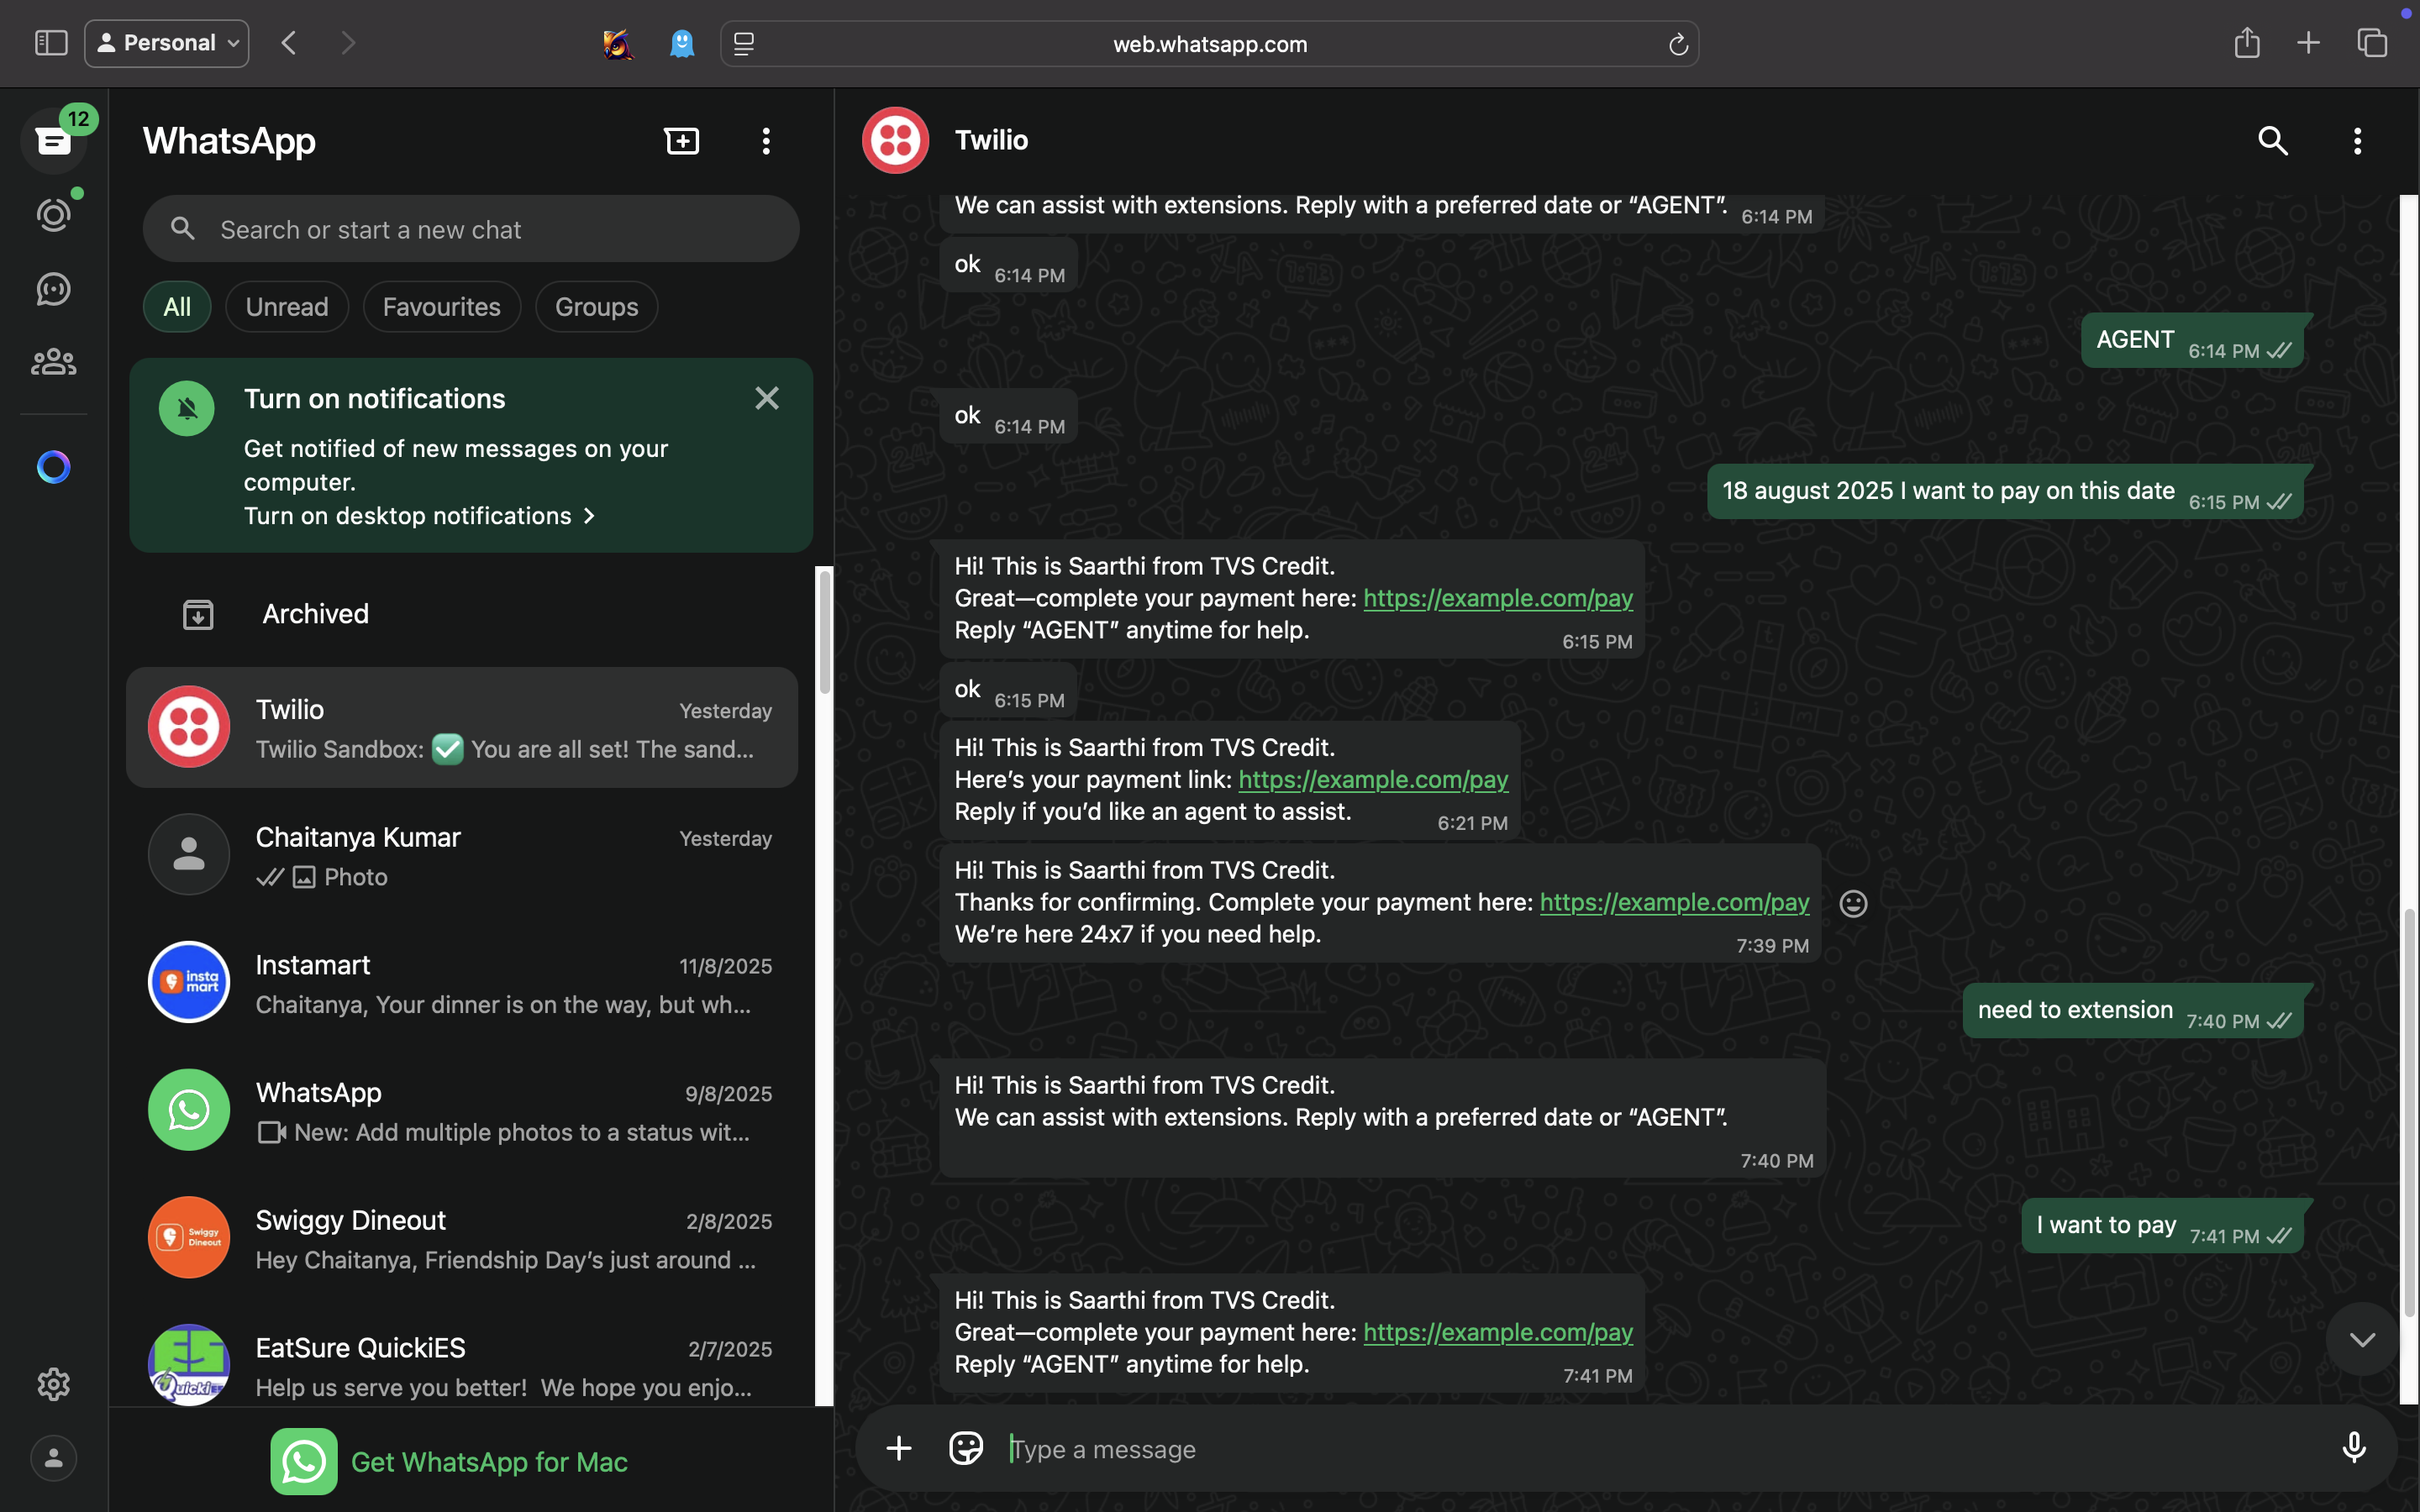 Personal
web.whatsapp.com
12
WhatsApp
Search or start a new chat
All
Unread
Favourites
Groups
Turn on notifications
Get notified of new messages on your
computer.
Turn on desktop notifications
Archived
Twilio
Yesterday
Twilio Sandbox: ✅ You are all set! The sand...
Chaitanya Kumar
Yesterday
Photo
insta
mart
Instamart
11/8/2025
Chaitanya, Your dinner is on the way, but wh...
WhatsApp
9/8/2025
New: Add multiple photos to a status wit...
Swiggy
Dineout
Swiggy Dineout
2/8/2025
Hey Chaitanya, Friendship Day’s just around ...
EatSure QuickiES
2/7/2025
Help us serve you better!  We hope you enjo...
Get WhatsApp for Mac
Twilio
We can assist with extensions. Reply with a preferred date or “AGENT”.
6:14 PM
ok
6:14 PM
AGENT
6:14 PM
ok
6:14 PM
18 august 2025 I want to pay on this date
6:15 PM
Hi! This is Saarthi from TVS Credit.
Great—complete your payment here: https://example.com/pay
Reply “AGENT” anytime for help.
6:15 PM
ok
6:15 PM
Hi! This is Saarthi from TVS Credit.
Here’s your payment link: https://example.com/pay
Reply if you’d like an agent to assist.
6:21 PM
Hi! This is Saarthi from TVS Credit.
Thanks for confirming. Complete your payment here: https://example.com/pay
We’re here 24x7 if you need help.
7:39 PM
need to extension
7:40 PM
Hi! This is Saarthi from TVS Credit.
We can assist with extensions. Reply with a preferred date or “AGENT”.
7:40 PM
I want to pay
7:41 PM
Hi! This is Saarthi from TVS Credit.
Great—complete your payment here: https://example.com/pay
Reply “AGENT” anytime for help.
7:41 PM
Type a message